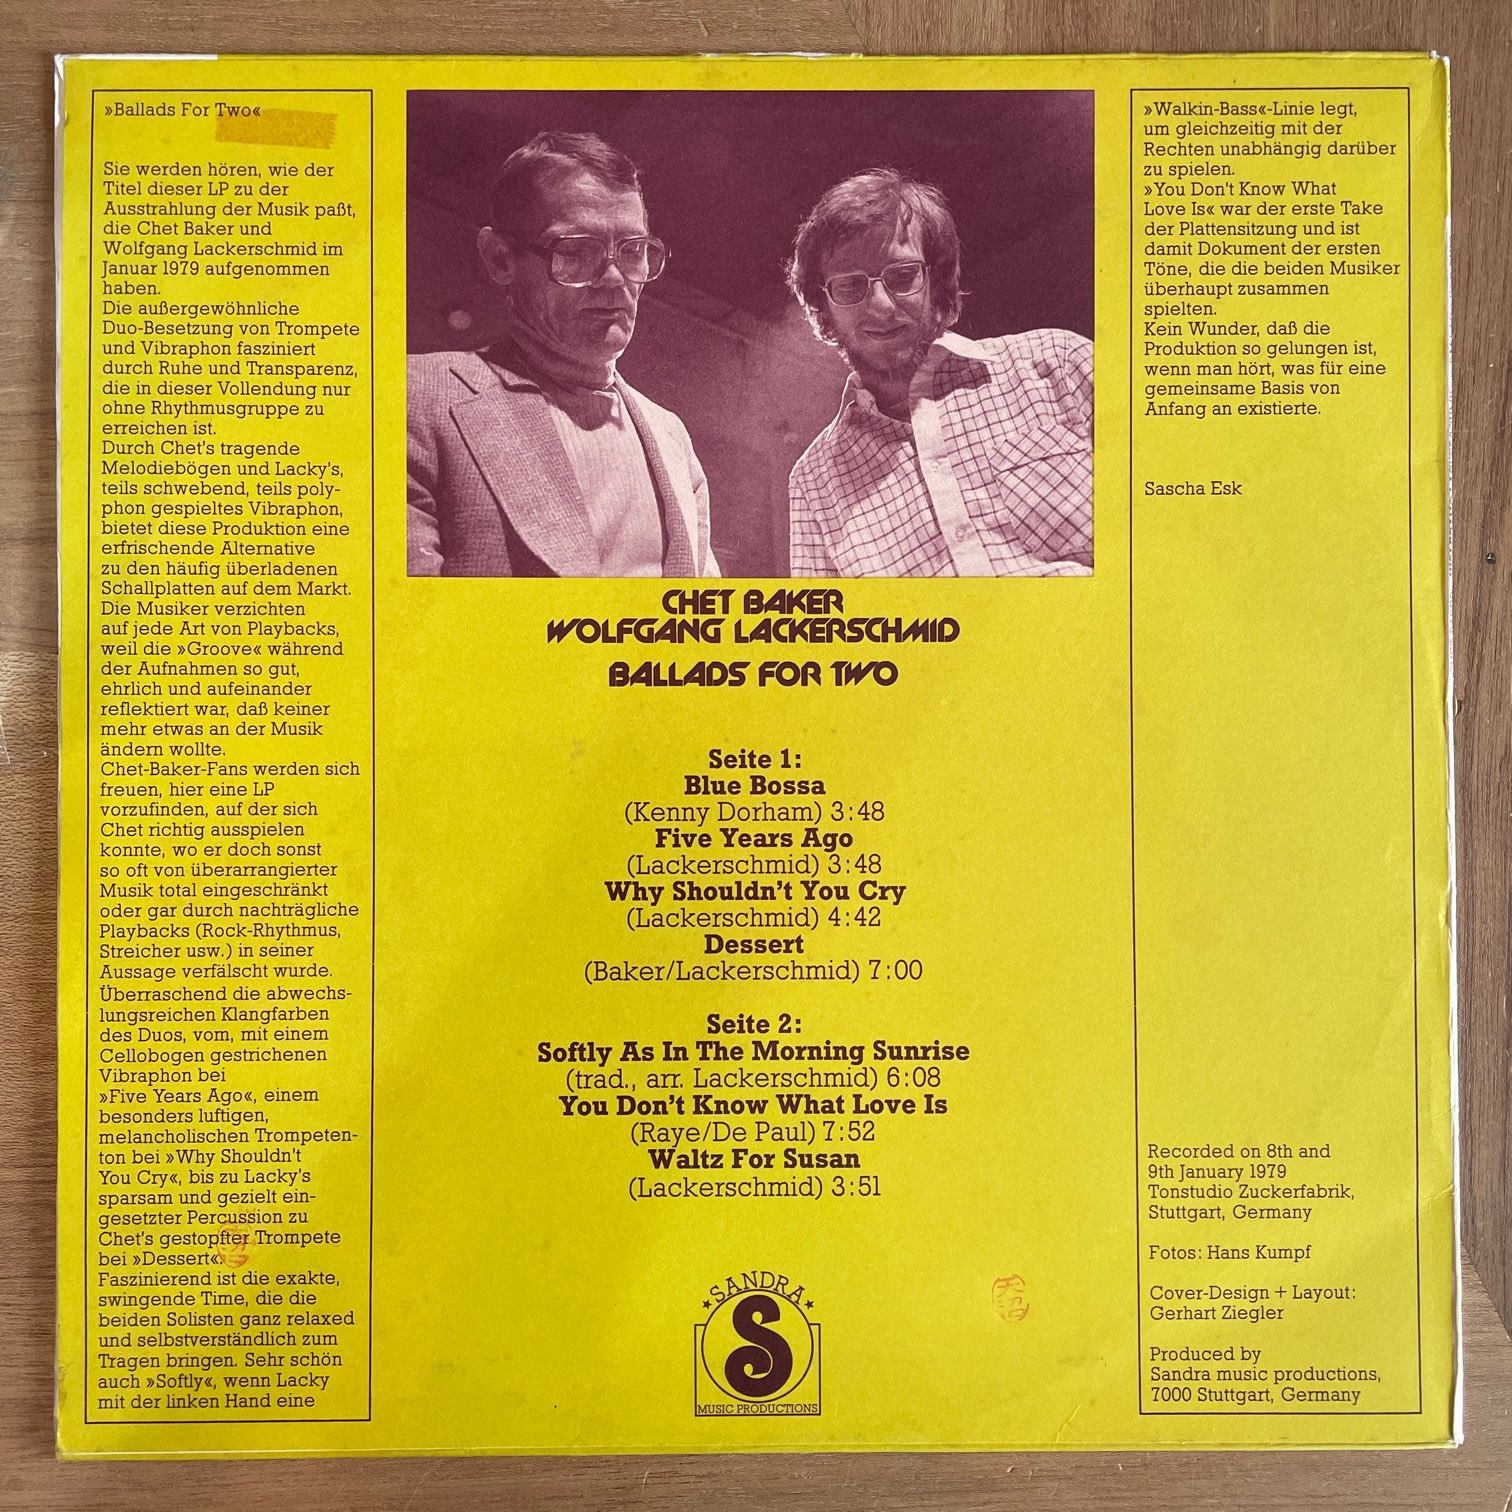 »Ballads For Two«
Sie werden hören, wie der
Titel dieser LP zu der
Ausstrahlung der Musik paßt,
die Chet Baker und
Wolfgang Lackerschmid im
Januar 1979 aufgenommen
haben.
Die außergewöhnliche
Duo-Besetzung von Trompete
und Vibraphon fasziniert
durch Ruhe und Transparenz,
die in dieser Vollendung nur
ohne Rhythmusgruppe zu
erreichen ist.
Durch Chet's tragende
Melodiebögen und Lacky's,
teils schwebend, teils poly-
phon gespieltes Vibraphon,
bietet diese Produktion eine
erfrischende Alternative
zu den häufig überladenen
Schallplatten auf dem Markt.
Die Musiker verzichten
auf jede Art von Playbacks,
weil die »Groove« während
der Aufnahmen so gut,
ehrlich und aufeinander
reflektiert war, daß keiner
mehr etwas an der Musik
ändern wollte.
Chet-Baker-Fans werden sich
freuen, hier eine LP
vorzufinden, auf der sich
Chet richtig ausspielen
konnte, wo er doch sonst
so oft von überarrangierter
Musik total eingeschränkt
oder gar durch nachträgliche
Playbacks (Rock-Rhythmus,
Streicher usw.) in seiner
Aussage verfälscht wurde.
Überraschend die abwechs-
lungsreichen Klangfarben
des Duos, vom, mit einem
Cellobogen gestrichenen
Vibraphon bei
»Five Years Ago«, einem
besonders luftigen,
melancholischen Trompeten-
ton bei »Why Shouldn't
You Cry«, bis zu Lacky's
sparsam und gezielt ein-
gesetzter Percussion zu
Chet's gestopfter Trompete
bei »Dessert«.
Faszinierend ist die exakte,
swingende Time, die die
beiden Solisten ganz relaxed
und selbstverständlich zum
Tragen bringen. Sehr schön
auch »Softly«, wenn Lacky
mit der linken Hand eine
CHET BAKER
WOLFGANG LACKERSCHMID
BALLADS FOR TWO
Seite 1:
Blue Bossa
(Kenny Dorham) 3:48
Five Years Ago
(Lackerschmid) 3:48
Why Shouldn't You Cry
(Lackerschmid) 4:42
Dessert
(Baker/Lackerschmid) 7:00
Seite 2:
Softly As In The Morning Sunrise
(trad., arr. Lackerschmid) 6:08
You Don't Know What Love Is
(Raye/De Paul) 7:52
Waltz For Susan
(Lackerschmid) 3:51
SANDRA
S
MUSIC PRODUCTIONS
»Walkin-Bass«-Linie legt,
um gleichzeitig mit der
Rechten unabhängig darüber
zu spielen.
»You Don't Know What
Love Is« war der erste Take
der Plattensitzung und ist
damit Dokument der ersten
Töne, die die beiden Musiker
überhaupt zusammen
spielten.
Kein Wunder, daß die
Produktion so gelungen ist,
wenn man hört, was für eine
gemeinsame Basis von
Anfang an existierte.
Sascha Esk
Recorded on 8th and
9th January 1979
Tonstudio Zuckerfabrik,
Stuttgart, Germany
Fotos: Hans Kumpf
Cover-Design + Layout:
Gerhart Ziegler
Produced by
Sandra music productions,
7000 Stuttgart, Germany